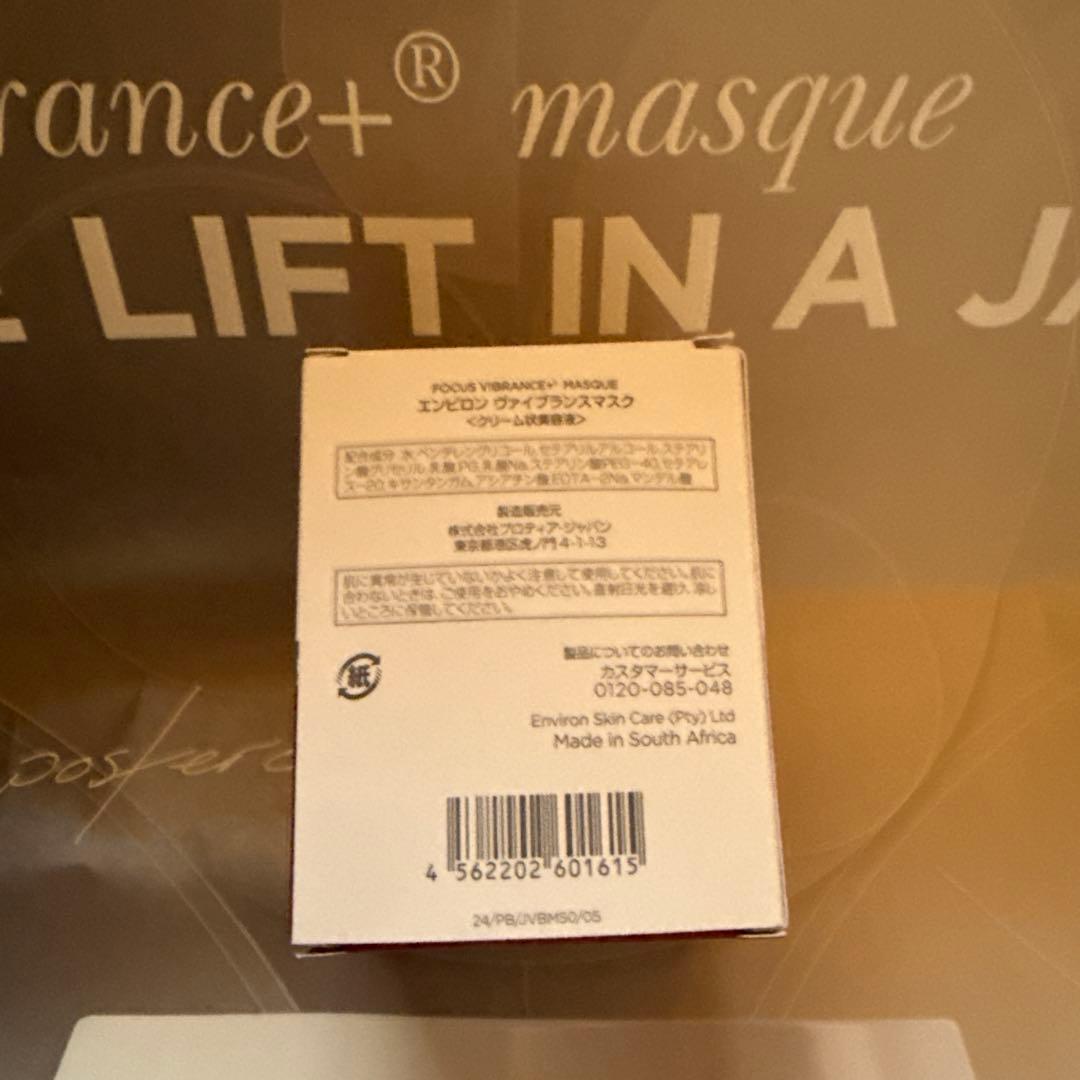 rance+® masque
LIFT IN A JA
FOCUS VIBRANCE+® MASQUE
エンビロン ヴァイブランスマスク
<クリーム状美容液>
配合成分:水,ペンチレングリコール,セテアリルアルコール,ステアリ
ン酸グリセリル,乳酸,PG,乳酸Na,ステアリン酸PEG-40,セテアレ
ス-20,キサンタンガム,アシアチン酸,EDTA-2Na,マンデル酸
製造販売元
株式会社プロティア・ジャパン
東京都港区虎ノ門4-1-13
肌に異常が生じていないかよく注意して使用してください。肌に
合わないときは、ご使用をおやめください。直射日光を避け、涼し
いところに保管してください。
紙
製品についてのお問い合わせ
カスタマーサービス
0120-085-048
Environ Skin Care (Pty) Ltd
Made in South Africa
4 562202 601615
24/PB/JVBMS0/05